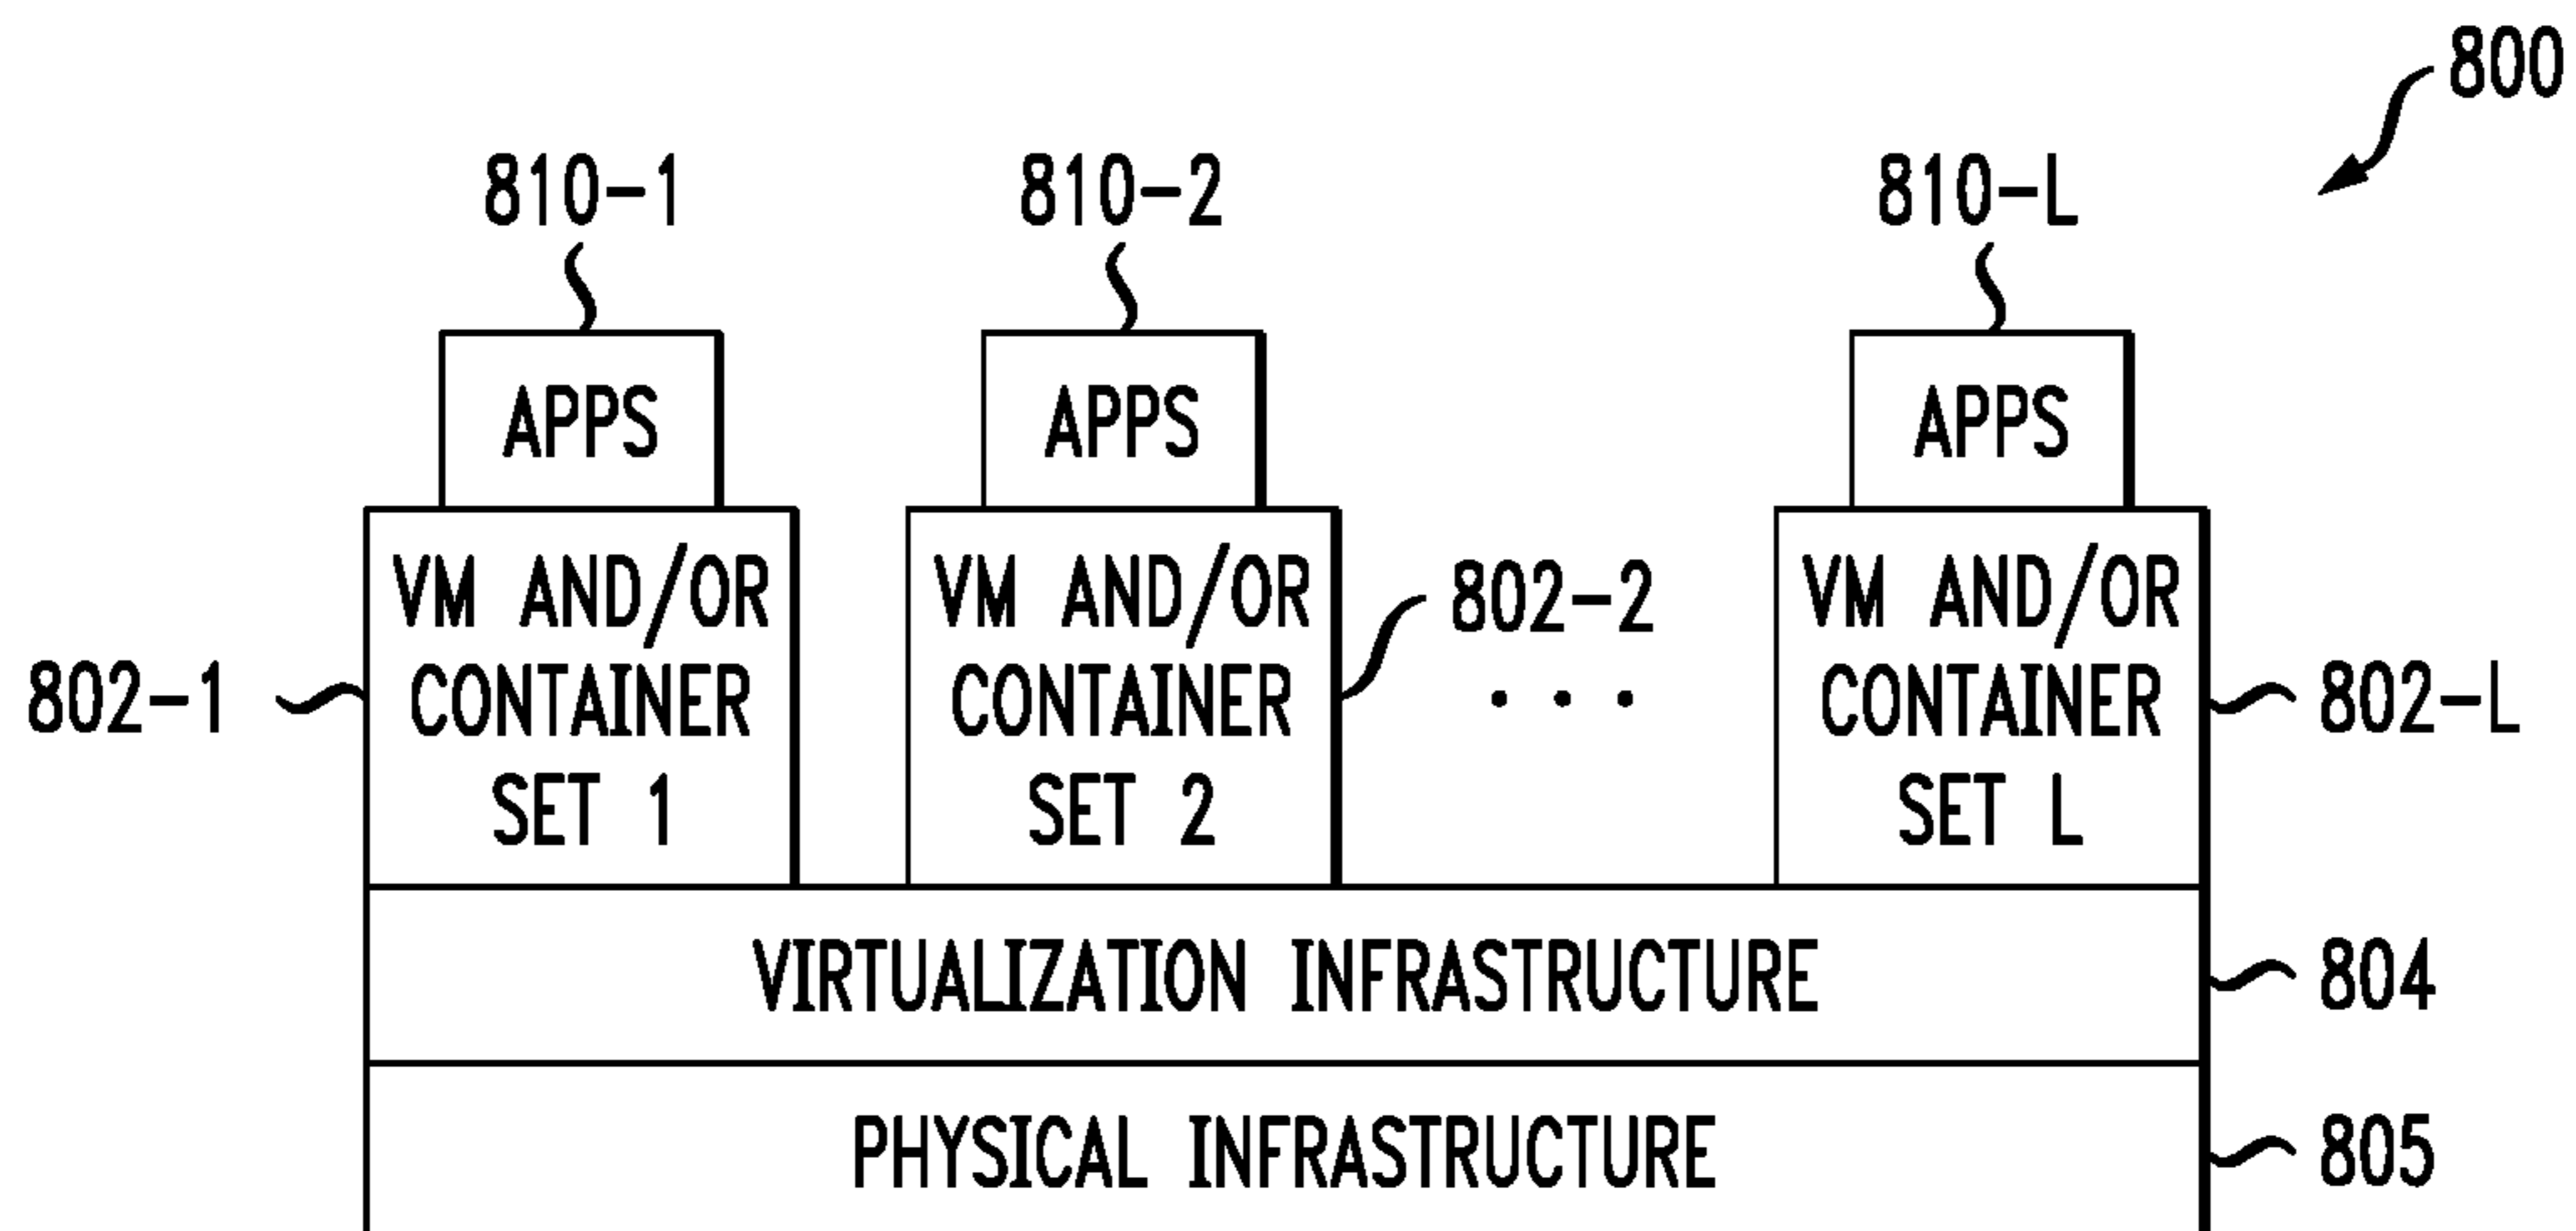 800
810-1 810-2 810-L
APPS APPS APPS
VM AND/OR VM AND/OR VM AND/OR
802-2
CONTAINER CONTAINER CONTAINER
802-1 . . . 802-L
SET 1 SET 2 SET L
VIRTUALIZATION INFRASTRUCTURE 804
PHYSICAL INFRASTRUCTURE 805